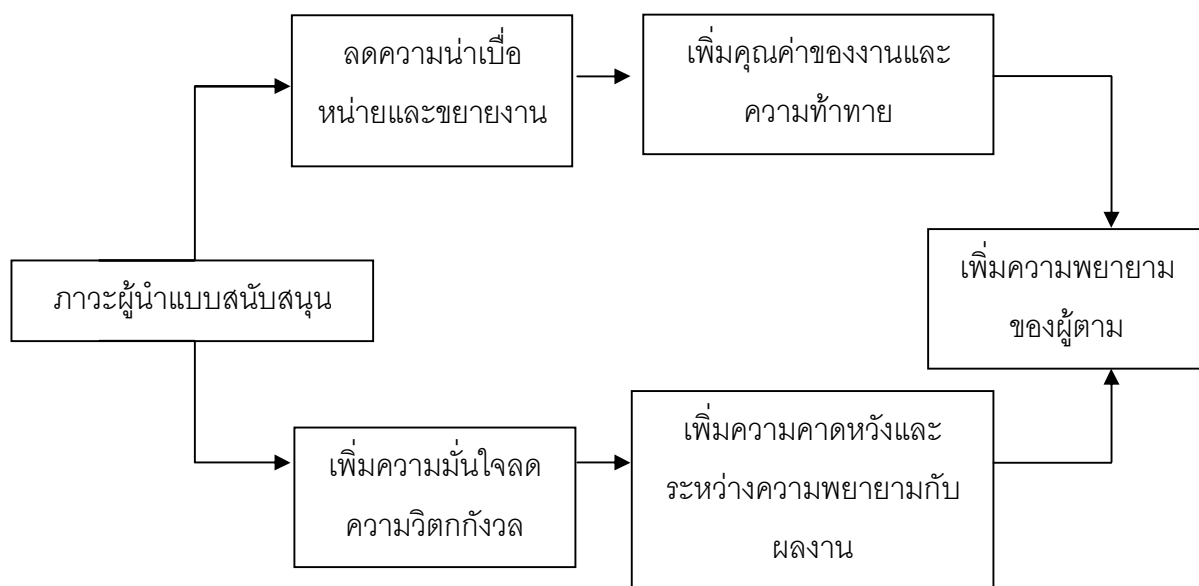 ลดความน่าเบื่อ
หน่ายและขยายงาน
เพิ่มคุณค่าของงานและ
ความท้าทาย
ภาวะผู้นำแบบสนับสนุน
เพิ่มความพยายาม
ของผู้ตาม
เพิ่มความมั่นใจลด
ความวิตกกังวล
เพิ่มความคาดหวังและ
ระหว่างความพยายามกับ
ผลงาน